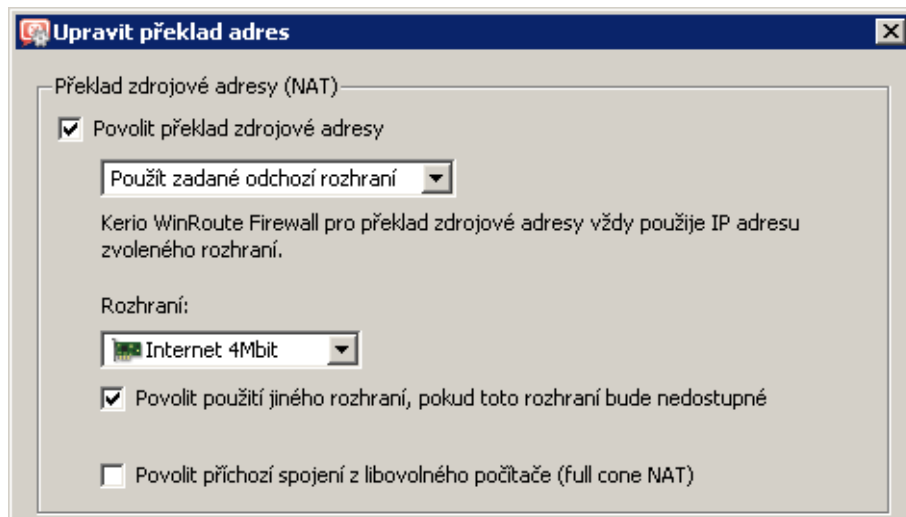 Upravit překlad adres
Překlad zdrojové adresy (NAT)
Povolit překlad zdrojové adresy
Použít zadané odchozí rozhraní
Kerio WinRoute Firewall pro překlad zdrojové adresy vždy použije IP adresu
zvoleného rozhraní.
Rozhraní:
Internet 4Mbit
Povolit použití jiného rozhraní, pokud toto rozhraní bude nedostupné
Povolit příchozí spojení z libovolného počítače (full cone NAT)